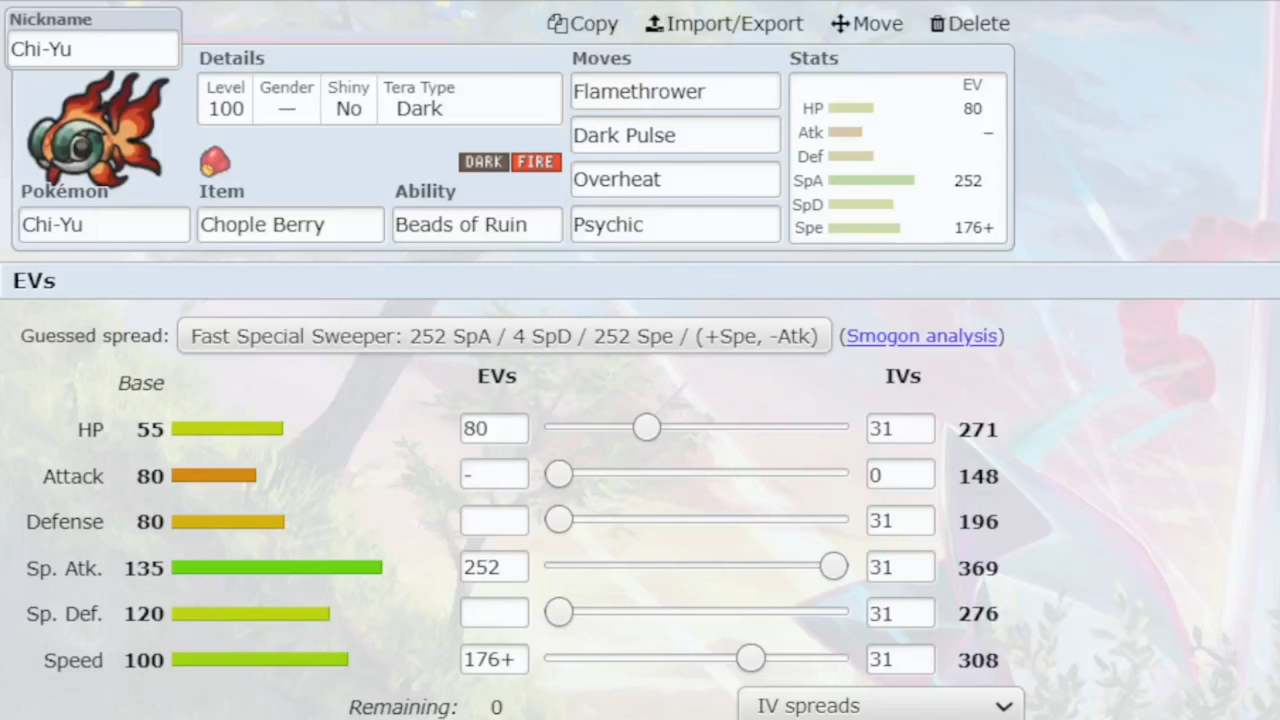 Nickname
Chi-Yu
Copy Import/Export Move Delete
Details Moves Stats
Level Gender Shiny Tera Type
100 — No Dark
Flamethrower
Dark Pulse
Overheat
Psychic
EV
HP 80
Atk –
Def
SpA 252
SpD
Spe 176+
DARK FIRE
Pokémon Item Ability
Chi-Yu Chople Berry Beads of Ruin
EVs
Guessed spread: Fast Special Sweeper: 252 SpA / 4 SpD / 252 Spe / (+Spe, -Atk) (Smogon analysis)
Base EVs IVs
HP 55 80 31 271
Attack 80 - 0 148
Defense 80 31 196
Sp. Atk. 135 252 31 369
Sp. Def. 120 31 276
Speed 100 176+ 31 308
Remaining: 0 IV spreads